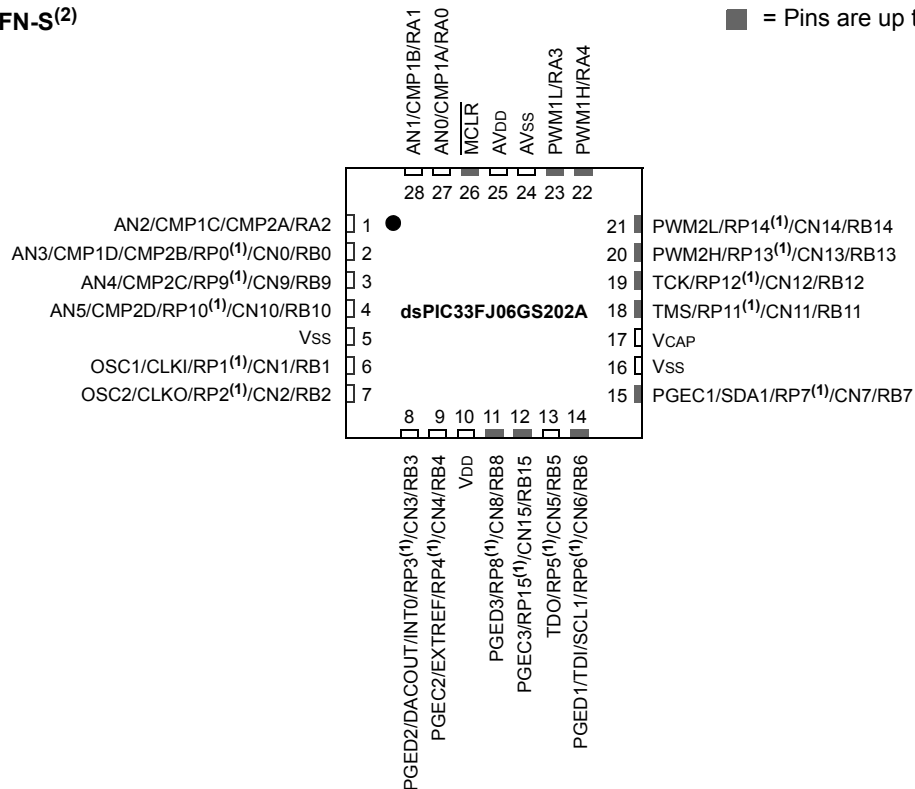 FN-S(2)
= Pins are up t
AN1/CMP1B/RA1
AN0/CMP1A/RA0
MCLR
AVDD
AVSS
PWM1L/RA3
PWM1H/RA4
28 27 26 25 24 23 22
AN2/CMP1C/CMP2A/RA2 1
AN3/CMP1D/CMP2B/RP0(1)/CN0/RB0 2
AN4/CMP2C/RP9(1)/CN9/RB9 3
AN5/CMP2D/RP10(1)/CN10/RB10 4
VSS 5
OSC1/CLKI/RP1(1)/CN1/RB1 6
OSC2/CLKO/RP2(1)/CN2/RB2 7
dsPIC33FJ06GS202A
21 PWM2L/RP14(1)/CN14/RB14
20 PWM2H/RP13(1)/CN13/RB13
19 TCK/RP12(1)/CN12/RB12
18 TMS/RP11(1)/CN11/RB11
17 VCAP
16 VSS
15 PGEC1/SDA1/RP7(1)/CN7/RB7
8 9 10 11 12 13 14
PGED2/DACOUT/INT0/RP3(1)/CN3/RB3
PGEC2/EXTREF/RP4(1)/CN4/RB4
VDD
PGED3/RP8(1)/CN8/RB8
PGEC3/RP15(1)/CN15/RB15
TDO/RP5(1)/CN5/RB5
PGED1/TDI/SCL1/RP6(1)/CN6/RB6